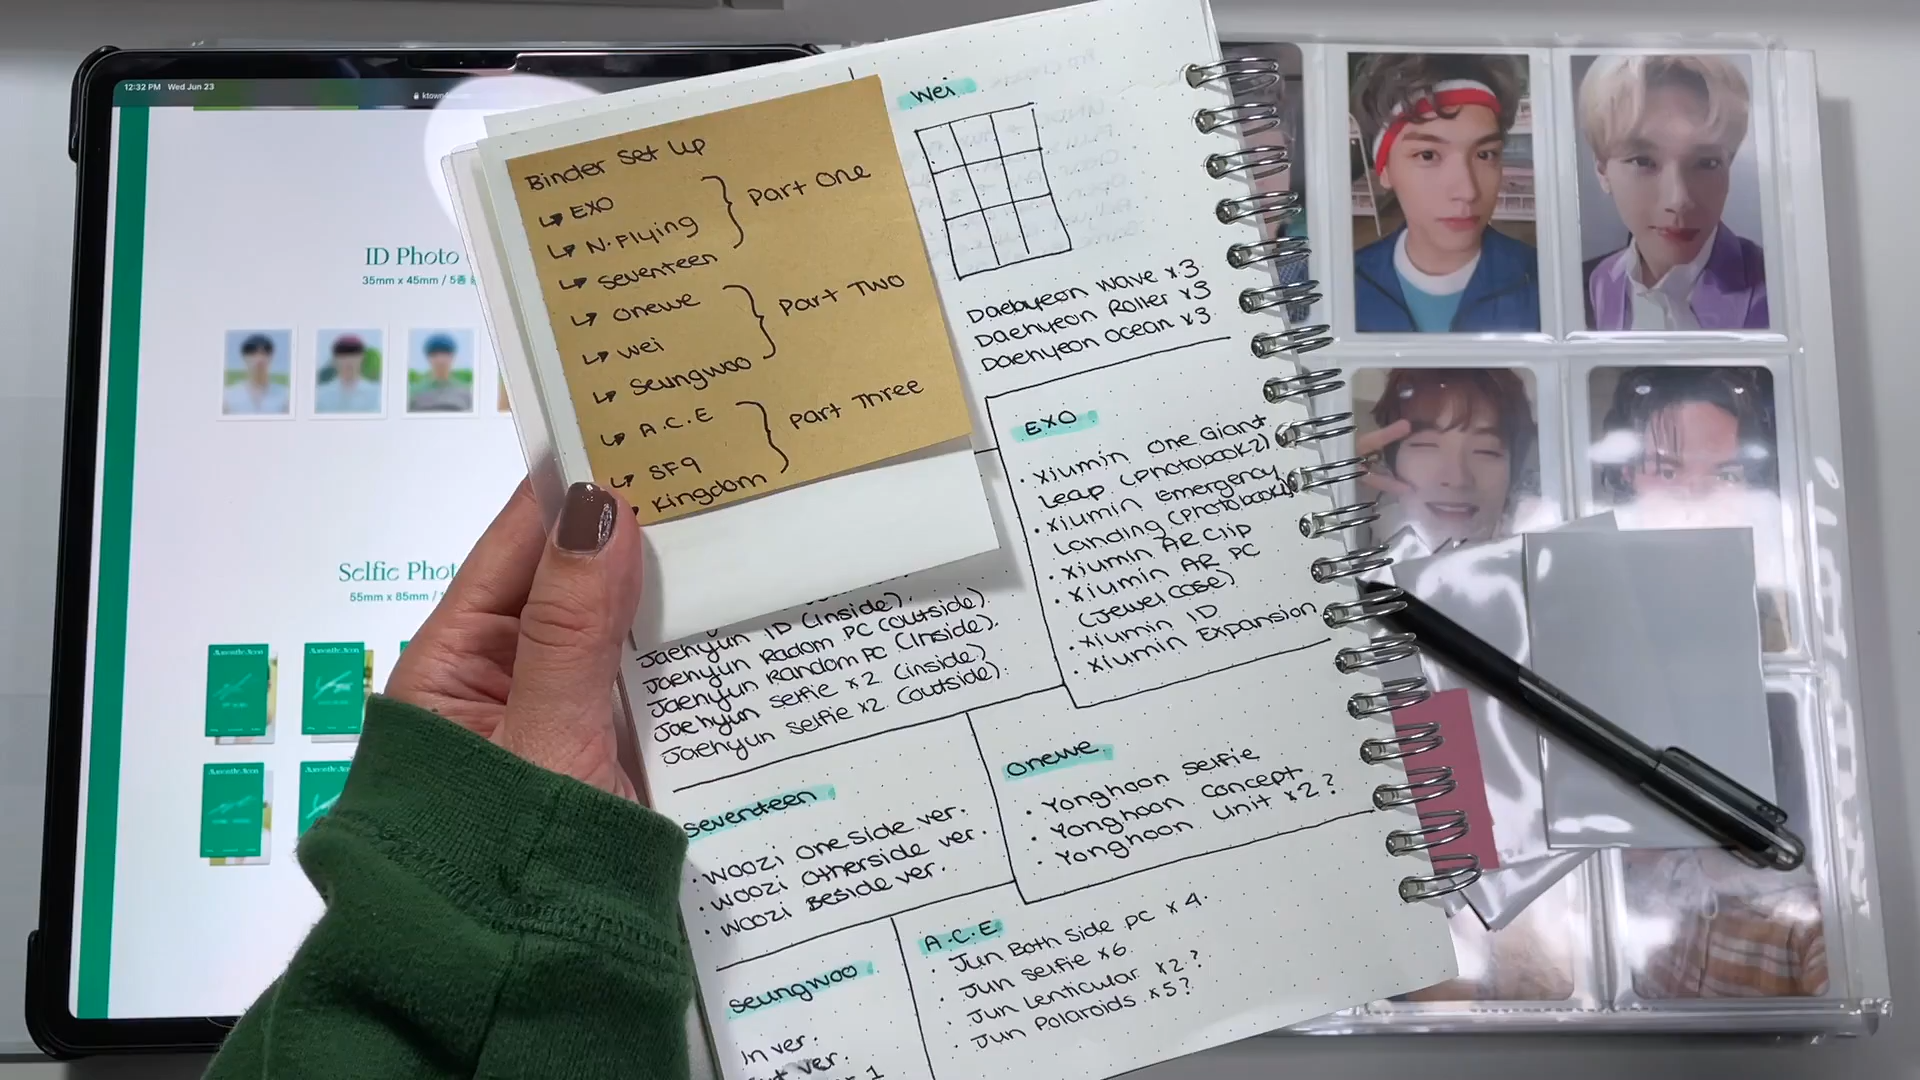 12:32 PM Wed Jun 23
ktown4
ID Photo
35mm x 45mm / 5종
Selfie Phot
55mm x 85mm /
Binder Set Up
↳ EXO
↳ N.Flying
↳ Seventeen
} Part One
↳ onewe
↳ wei
↳ Seungwoo
} Part Two
↳ A.C.E
↳ SF9
Kingdom
} Part Three
Wei
Daehyeon wave x3
Daehyeon Roller x3
Daehyeon ocean x3
EXO
• Xiumin One Giant
Leap (Photobook 2)
• Xiumin Emergency
Landing (Photobook 1)
• Xiumin AR Clip
• Xiumin AR PC
(Jewel Case)
• Xiumin ID
• Xiumin Expansion
Jaehyun ID (Inside).
Jaehyun Radom PC (Outside)
Jaehyun Random PC (Inside).
Jaehyun Selfie x2 (inside)
Jaehyun Selfie x2 (outside).
Seventeen
• Woozi One side ver.
• Woozi Otherside ver.
• Woozi Beside ver.
Onewe
• Yonghoon Selfie
• Yonghoon Concept
• Yonghoon Unit x2?
Seungwoo
In ver.
ver.
1
A.C.E
• Jun Both Side PC x4.
• Jun Selfie x6
• Jun Lenticular x2?
• Jun Polaroids x5?